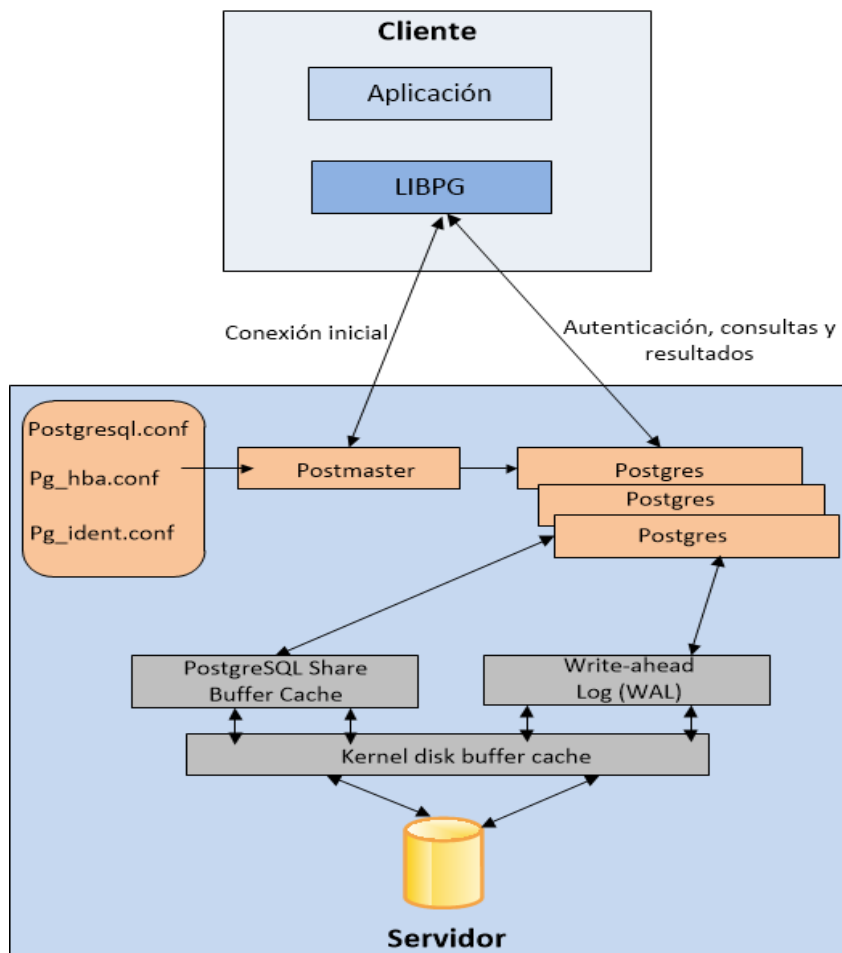 Cliente
Aplicación
LIBPG
Conexión inicial
Autenticación, consultas y
resultados
Postgresql.conf
Pg_hba.conf
Pg_ident.conf
Postmaster
Postgres
Postgres
Postgres
PostgreSQL Share
Buffer Cache
Write-ahead
Log (WAL)
Kernel disk buffer cache
Servidor